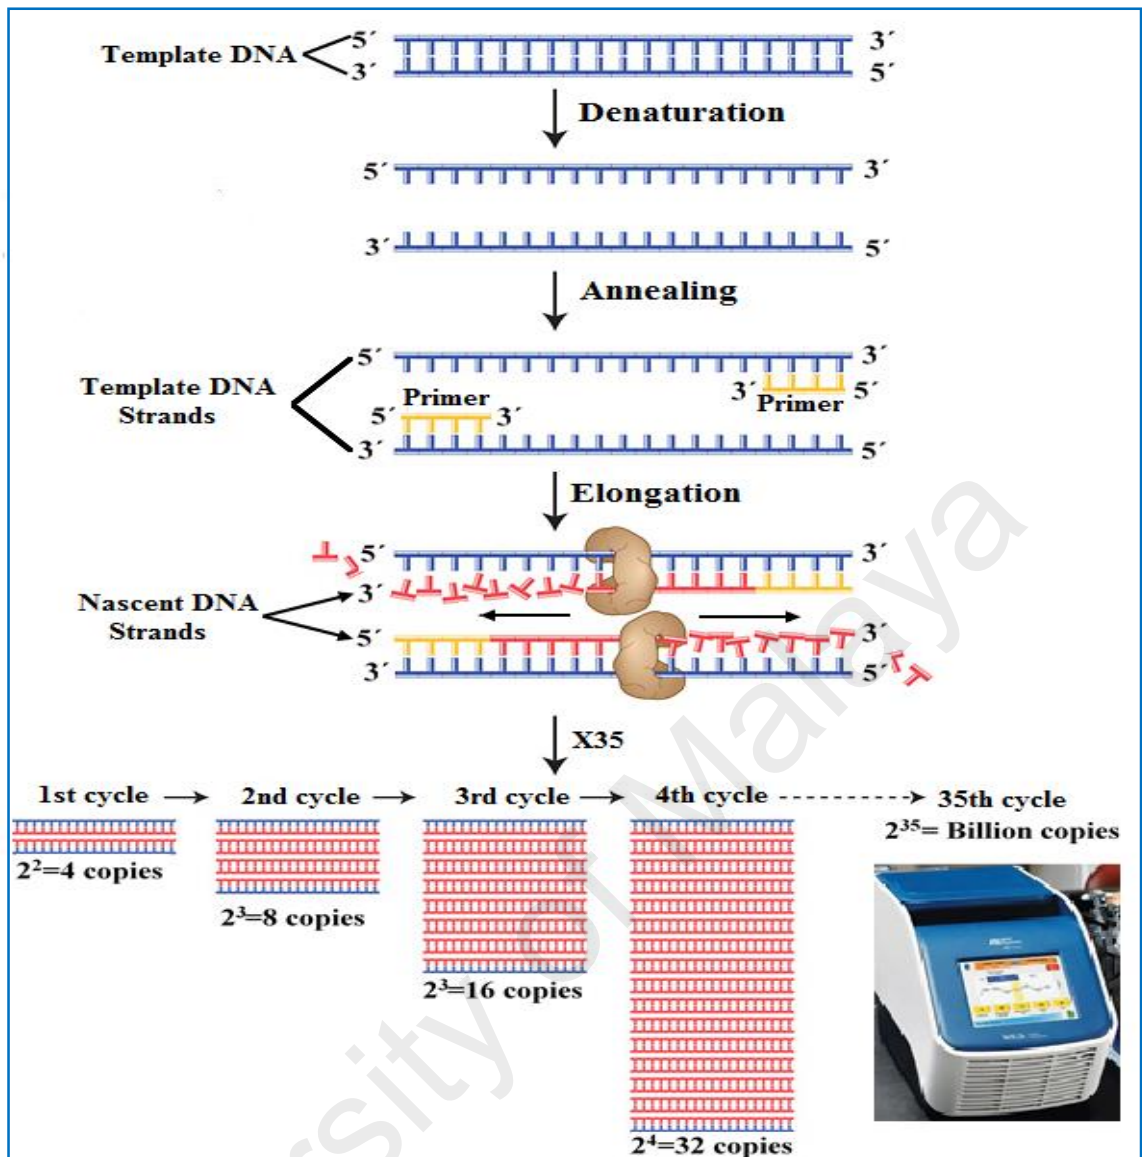 Template DNA
5´
3´
3´
5´
Denaturation
5´
3´
3´
5´
Annealing
5´
3´
Template DNA
Strands
Primer
3´
5´
Primer
5´
3´
3´
5´
Elongation
5´
3´
3´
Nascent DNA
Strands
5´
3´
3´
5´
X35
1st cycle
2nd cycle
3rd cycle
4th cycle
35th cycle
2³⁵= Billion copies
2²=4 copies
2³=8 copies
2³=16 copies
2⁴=32 copies
rsity of Malaya